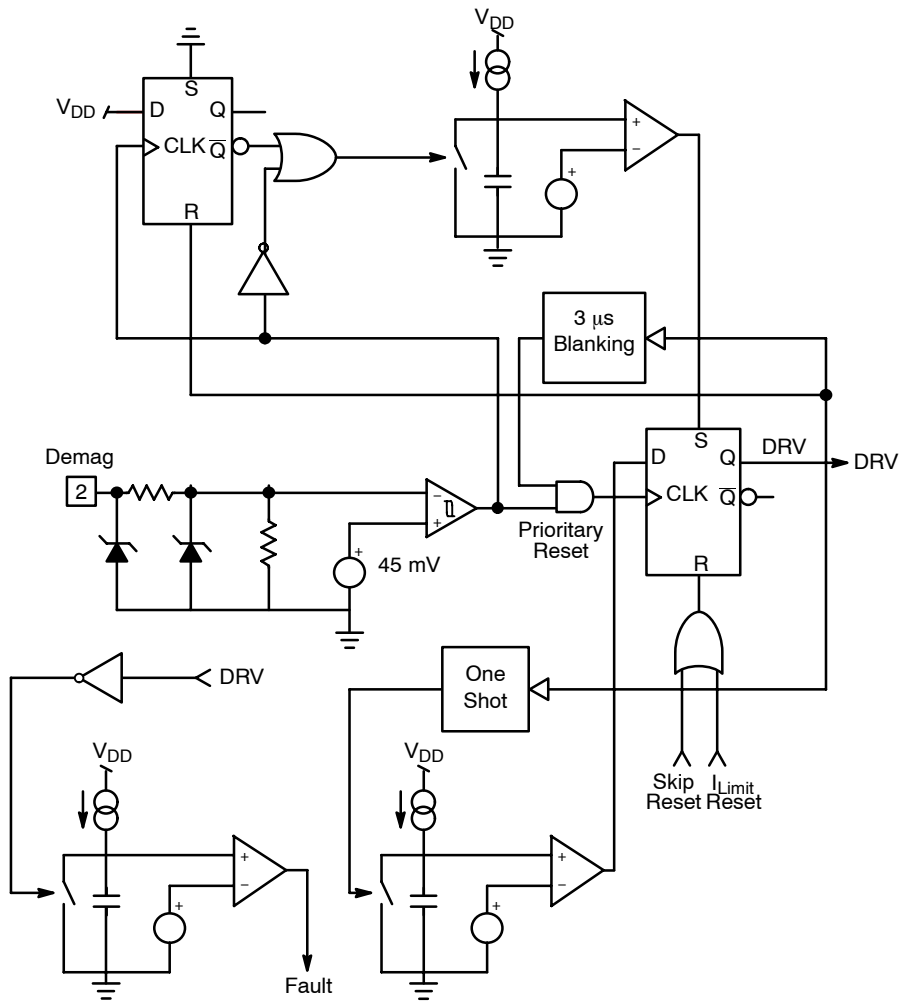 V_DD
V_DD
S
D
Q
CLK
Q̅
R
+
−
+
3 μs
Blanking
Demag
2
−
+
+
45 mV
Prioritary
Reset
S
D
Q
DRV
DRV
CLK
Q̅
R
DRV
One
Shot
Skip
Reset
I_Limit
Reset
V_DD
+
−
+
Fault
V_DD
+
−
+